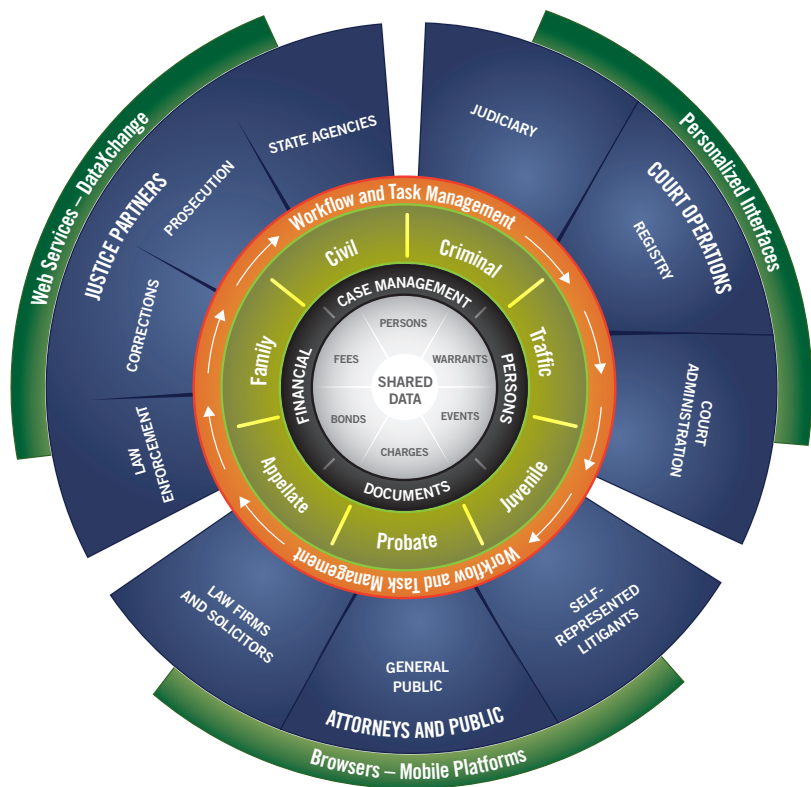 Web Services – DataXchange
JUSTICE PARTNERS
STATE AGENCIES
PROSECUTION
CORRECTIONS
LAW
ENFORCEMENT
Personalized Interfaces
COURT OPERATIONS
JUDICIARY
REGISTRY
COURT
ADMINISTRATION
Workflow and Task Management
Civil
Criminal
Traffic
Juvenile
Probate
Appellate
Family
CASE MANAGEMENT
PERSONS
DOCUMENTS
FINANCIAL
PERSONS
WARRANTS
EVENTS
CHARGES
BONDS
FEES
SHARED
DATA
Workflow and Task Management
LAW FIRMS
AND SOLICITORS
GENERAL
PUBLIC
SELF-
REPRESENTED
LITIGANTS
ATTORNEYS AND PUBLIC
Browsers – Mobile Platforms